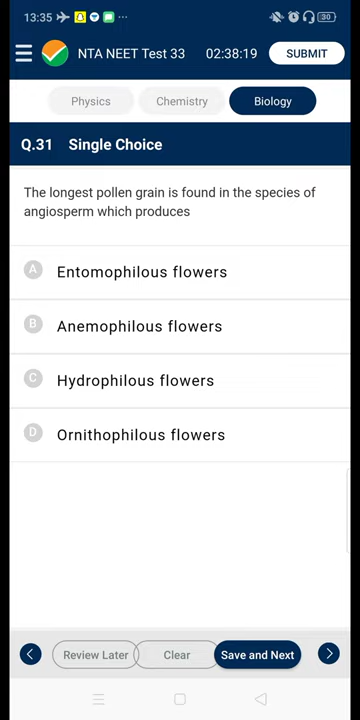 13:35 30
NTA NEET Test 33 02:38:19 SUBMIT
Physics Chemistry Biology
Q.31 Single Choice
The longest pollen grain is found in the species of
angiosperm which produces
A Entomophilous flowers
B Anemophilous flowers
C Hydrophilous flowers
D Ornithophilous flowers
Review Later Clear Save and Next